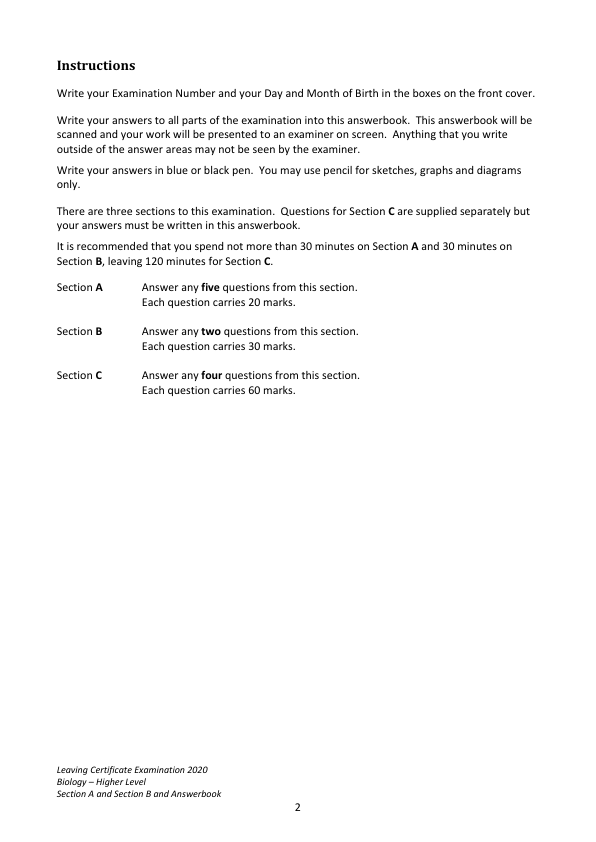 Instructions
Write your Examination Number and your Day and Month of Birth in the boxes on the front cover.
Write your answers to all parts of the examination into this answerbook.  This answerbook will be
scanned and your work will be presented to an examiner on screen.  Anything that you write
outside of the answer areas may not be seen by the examiner.
Write your answers in blue or black pen.  You may use pencil for sketches, graphs and diagrams
only.
There are three sections to this examination.  Questions for Section C are supplied separately but
your answers must be written in this answerbook.
It is recommended that you spend not more than 30 minutes on Section A and 30 minutes on
Section B, leaving 120 minutes for Section C.
Section A Answer any five questions from this section.
Each question carries 20 marks.
Section B Answer any two questions from this section.
Each question carries 30 marks.
Section C Answer any four questions from this section.
Each question carries 60 marks.
Leaving Certificate Examination 2020
Biology – Higher Level
Section A and Section B and Answerbook
2